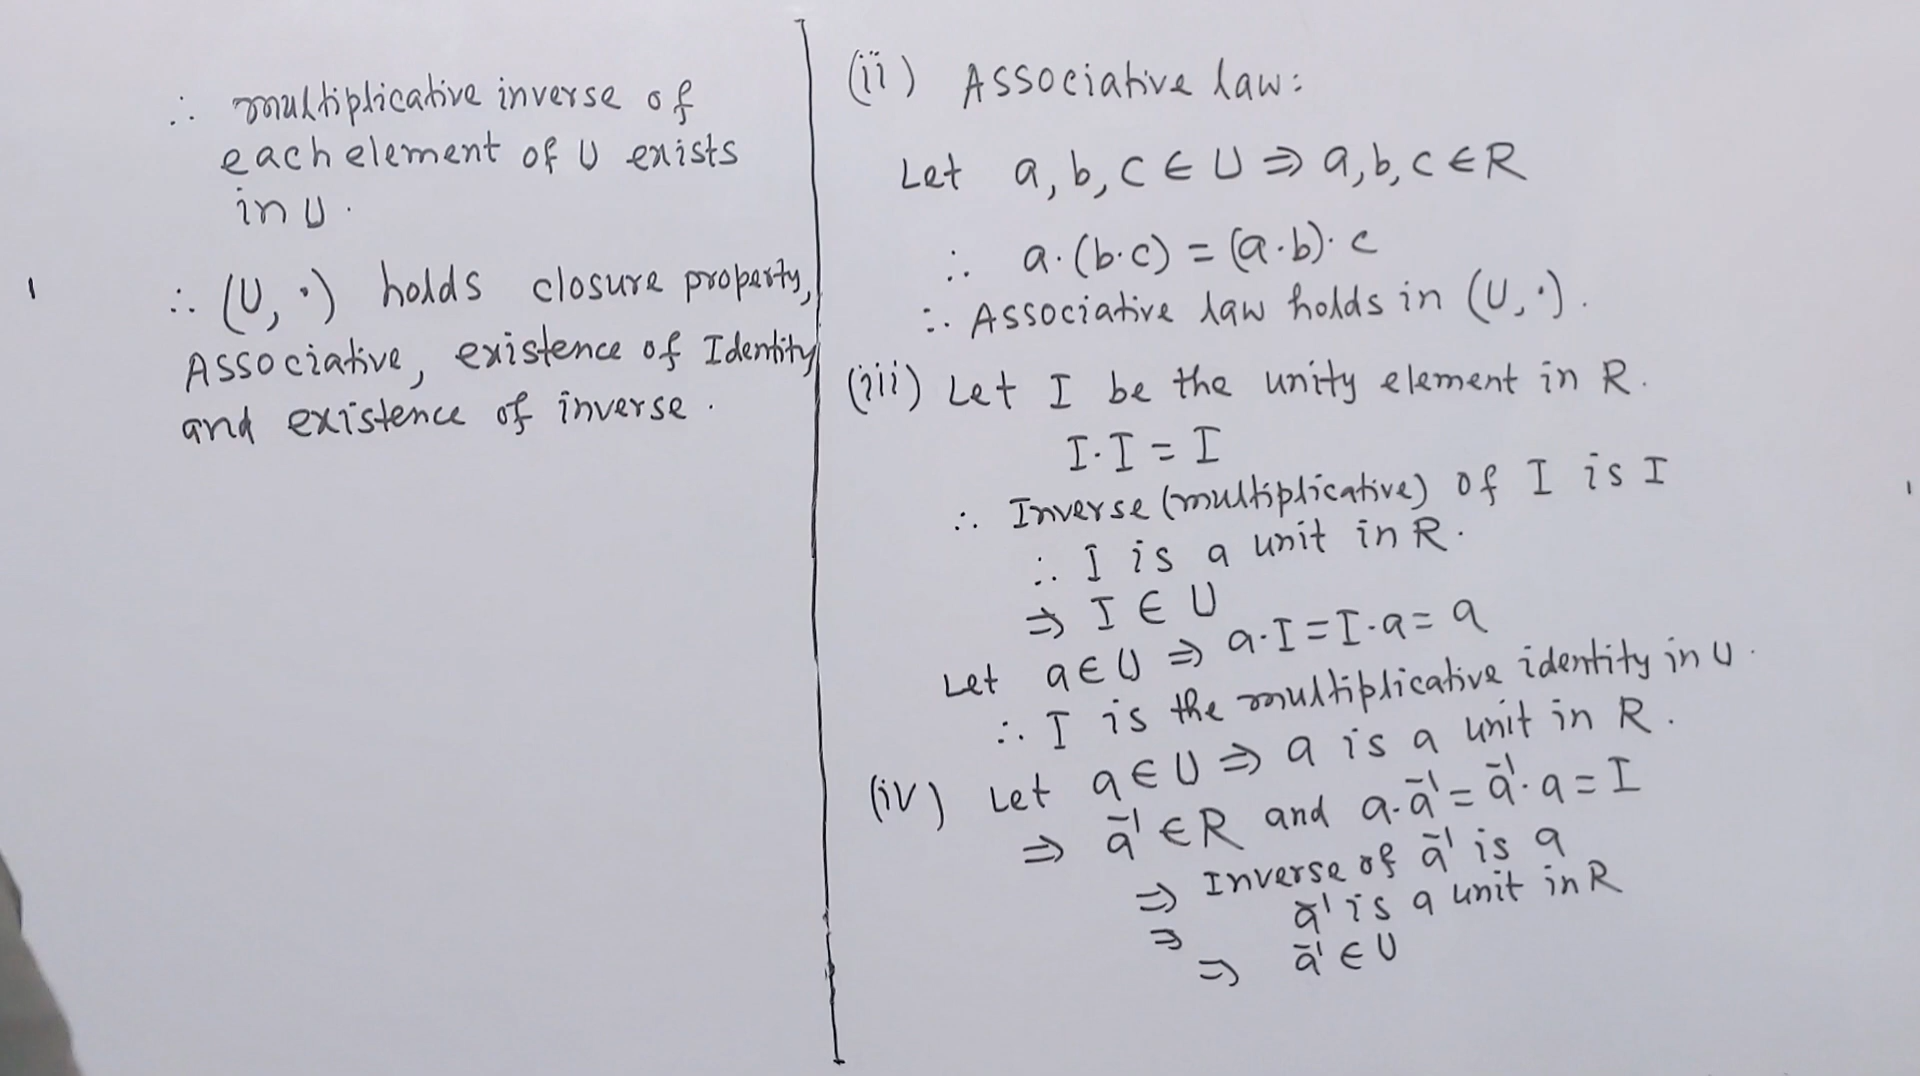 ∴ multiplicative inverse of
each element of U exists
in U.
∴ (U, ·) holds closure property,
Associative, existence of Identity
and existence of inverse.
(ii) Associative law:
Let a, b, c ∈ U ⇒ a, b, c ∈ R
∴ a·(b·c) = (a·b)·c
∴ Associative law holds in (U, ·).
(iii) Let I be the unity element in R.
I·I = I
∴ Inverse (multiplicative) of I is I
∴ I is a unit in R.
⇒ I ∈ U
Let a ∈ U ⇒ a·I = I·a = a
∴ I is the multiplicative identity in U.
(iv) Let a ∈ U ⇒ a is a unit in R.
⇒ a⁻¹ ∈ R and a·a⁻¹ = a⁻¹·a = I
⇒ Inverse of a⁻¹ is a
⇒ a⁻¹ is a unit in R
⇒ a⁻¹ ∈ U